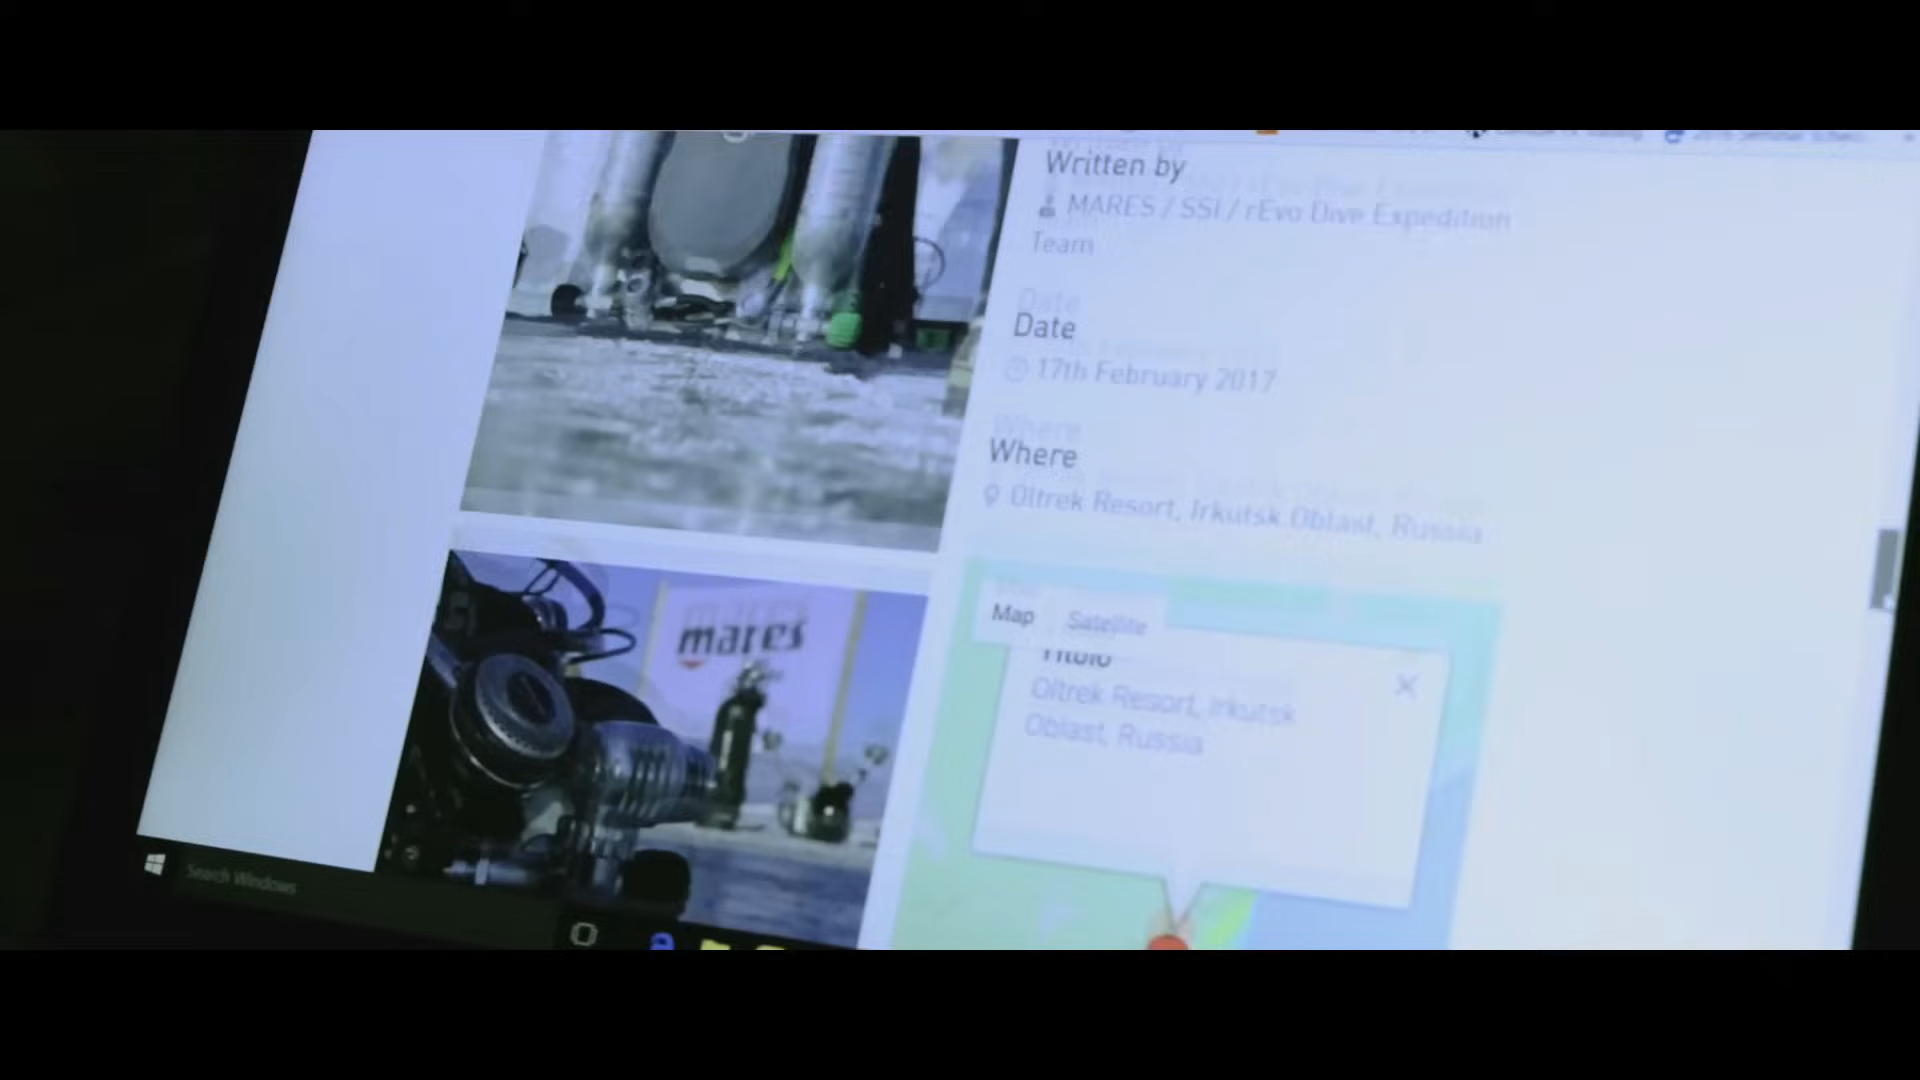 Written by
MARES / SSI / rEvo Dive Expedition
Team
Date
17th February 2017
Where
Oltrek Resort, Irkutsk Oblast, Russia
mares
Map
Satellite
Titolo
Oltrek Resort, Irkutsk
Oblast, Russia
Search Windows